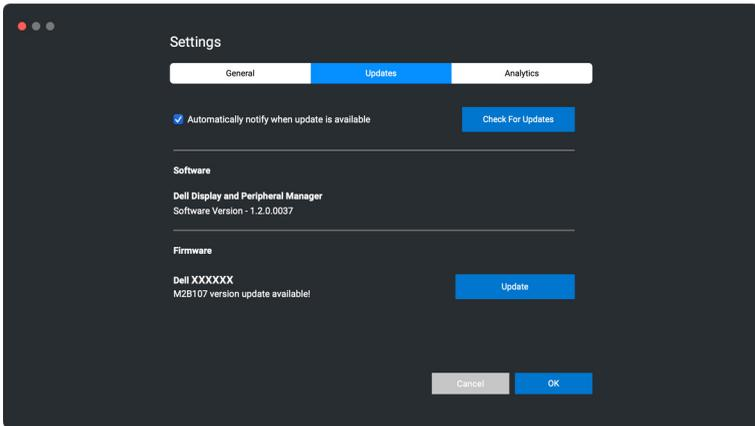 Settings
General Updates Analytics
Automatically notify when update is available Check For Updates
Software
Dell Display and Peripheral Manager
Software Version - 1.2.0.0037
Firmware
Dell XXXXXX
M2B107 version update available! Update
Cancel OK